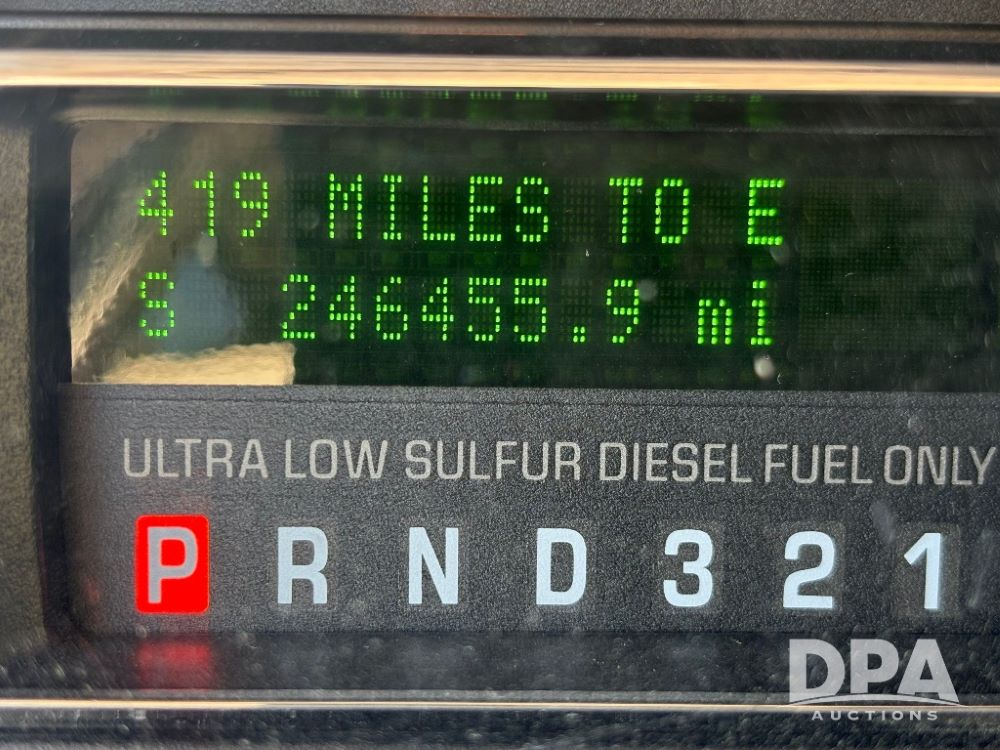 419 MILES TO E
S 246455.9 mi
ULTRA LOW SULFUR DIESEL FUEL ONLY
P R N D 3 2 1
DPA
AUCTIONS